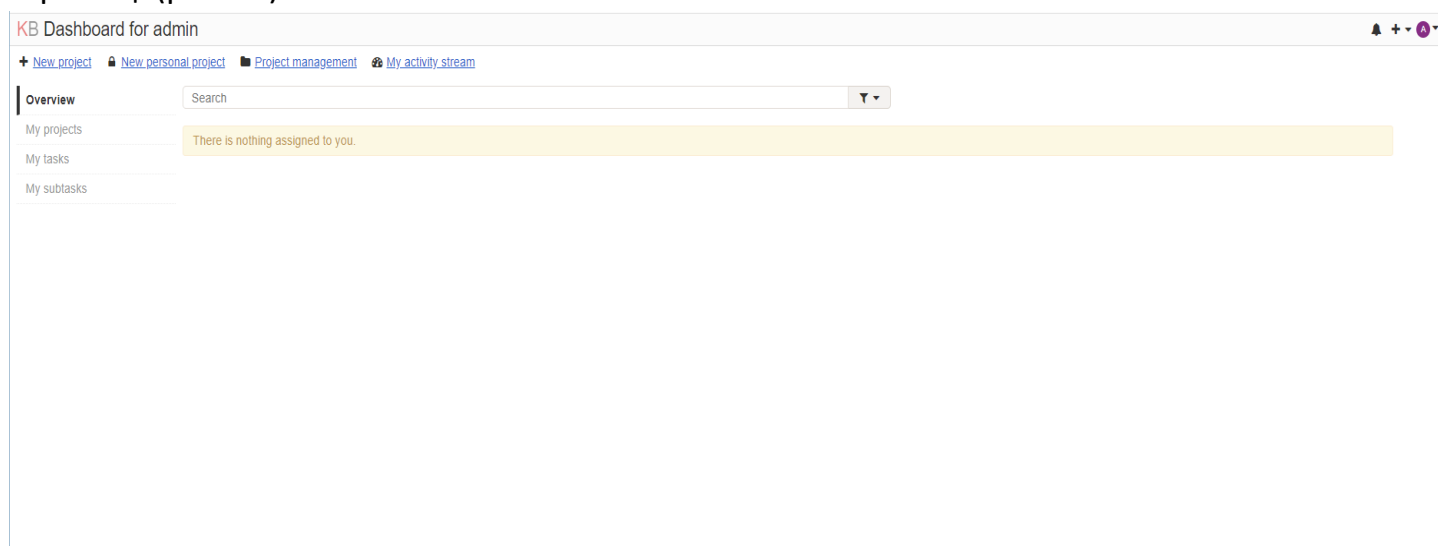 KB Dashboard for admin
A
New project New personal project Project management My activity stream
Overview
Search
My projects
There is nothing assigned to you.
My tasks
My subtasks